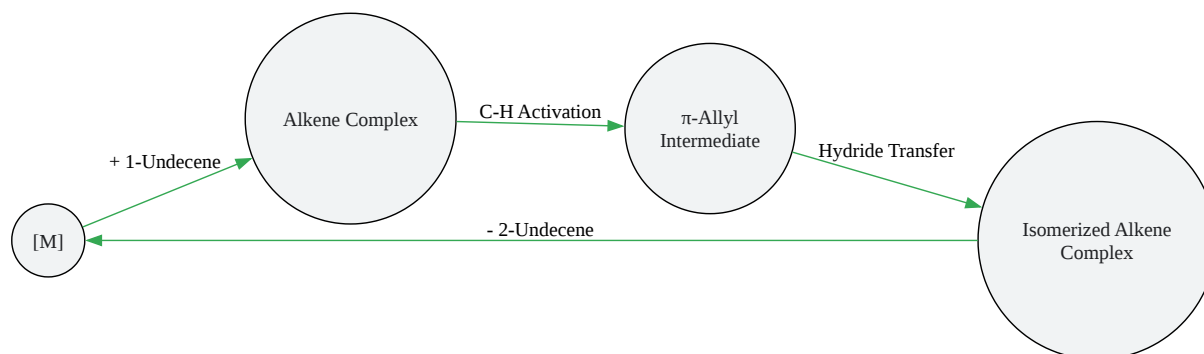 Alkene Complex
C-H Activation
π-Allyl
Intermediate
+ 1-Undecene
Hydride Transfer
[M]
- 2-Undecene
Isomerized Alkene
Complex